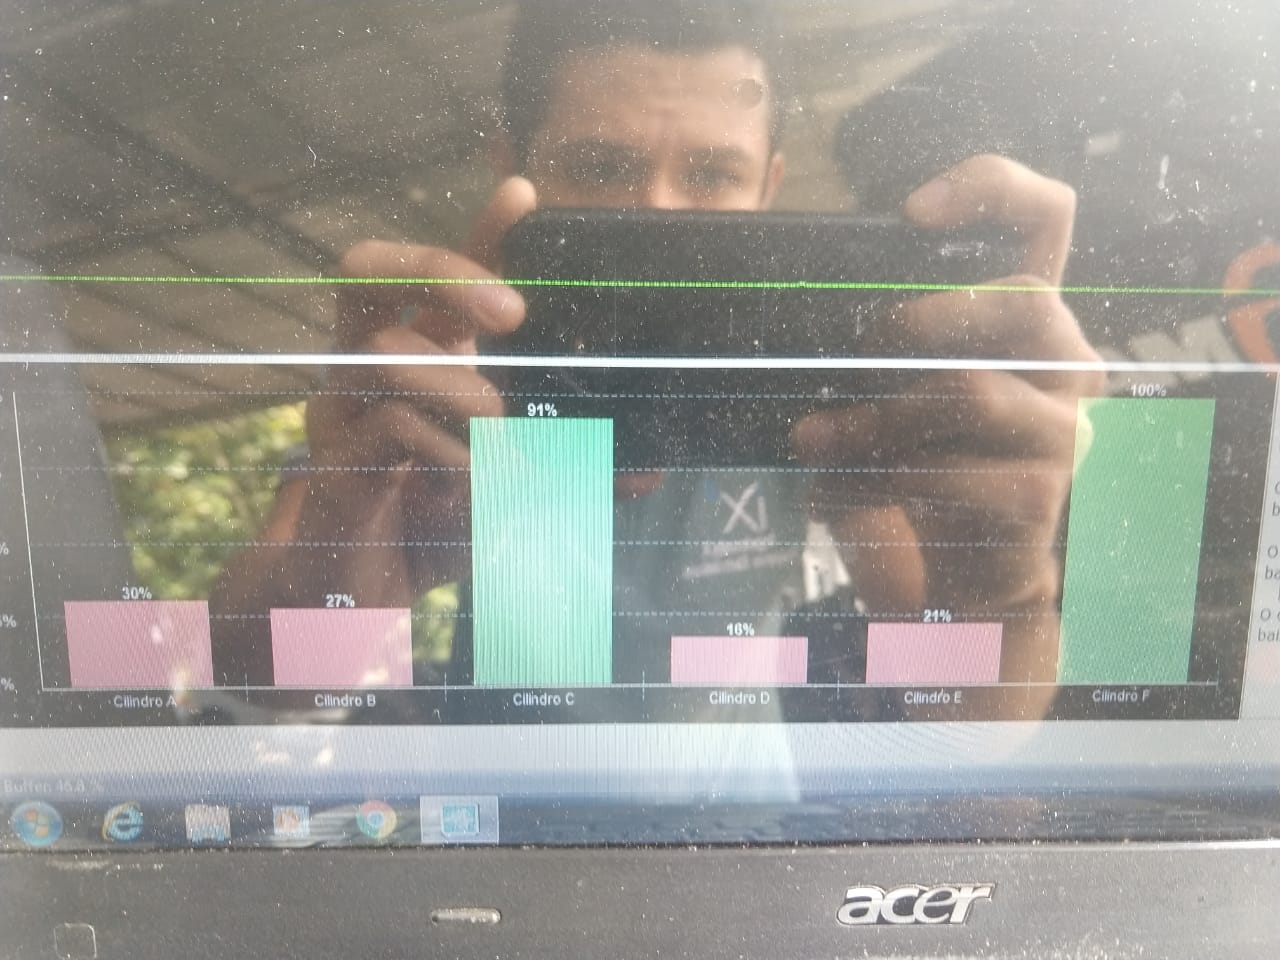 100%
91%
30%
27%
16%
21%
Cilindro A
Cilindro B
Cilindro C
Cilindro D
Cilindro E
Cilindro F
acer